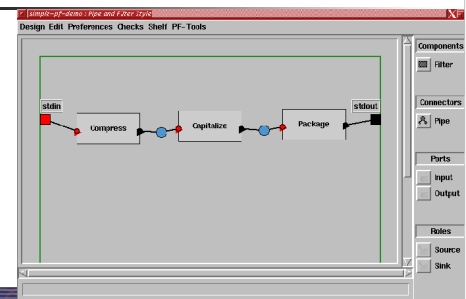 simple-pf-demo : Pipe and Filter Style
Design Edit Preferences Checks Shelf PF-Tools
Components
Filter
Connectors
Pipe
Ports
Input
Output
Roles
Source
Sink
stdin
stdout
Compress
Capitalize
Package